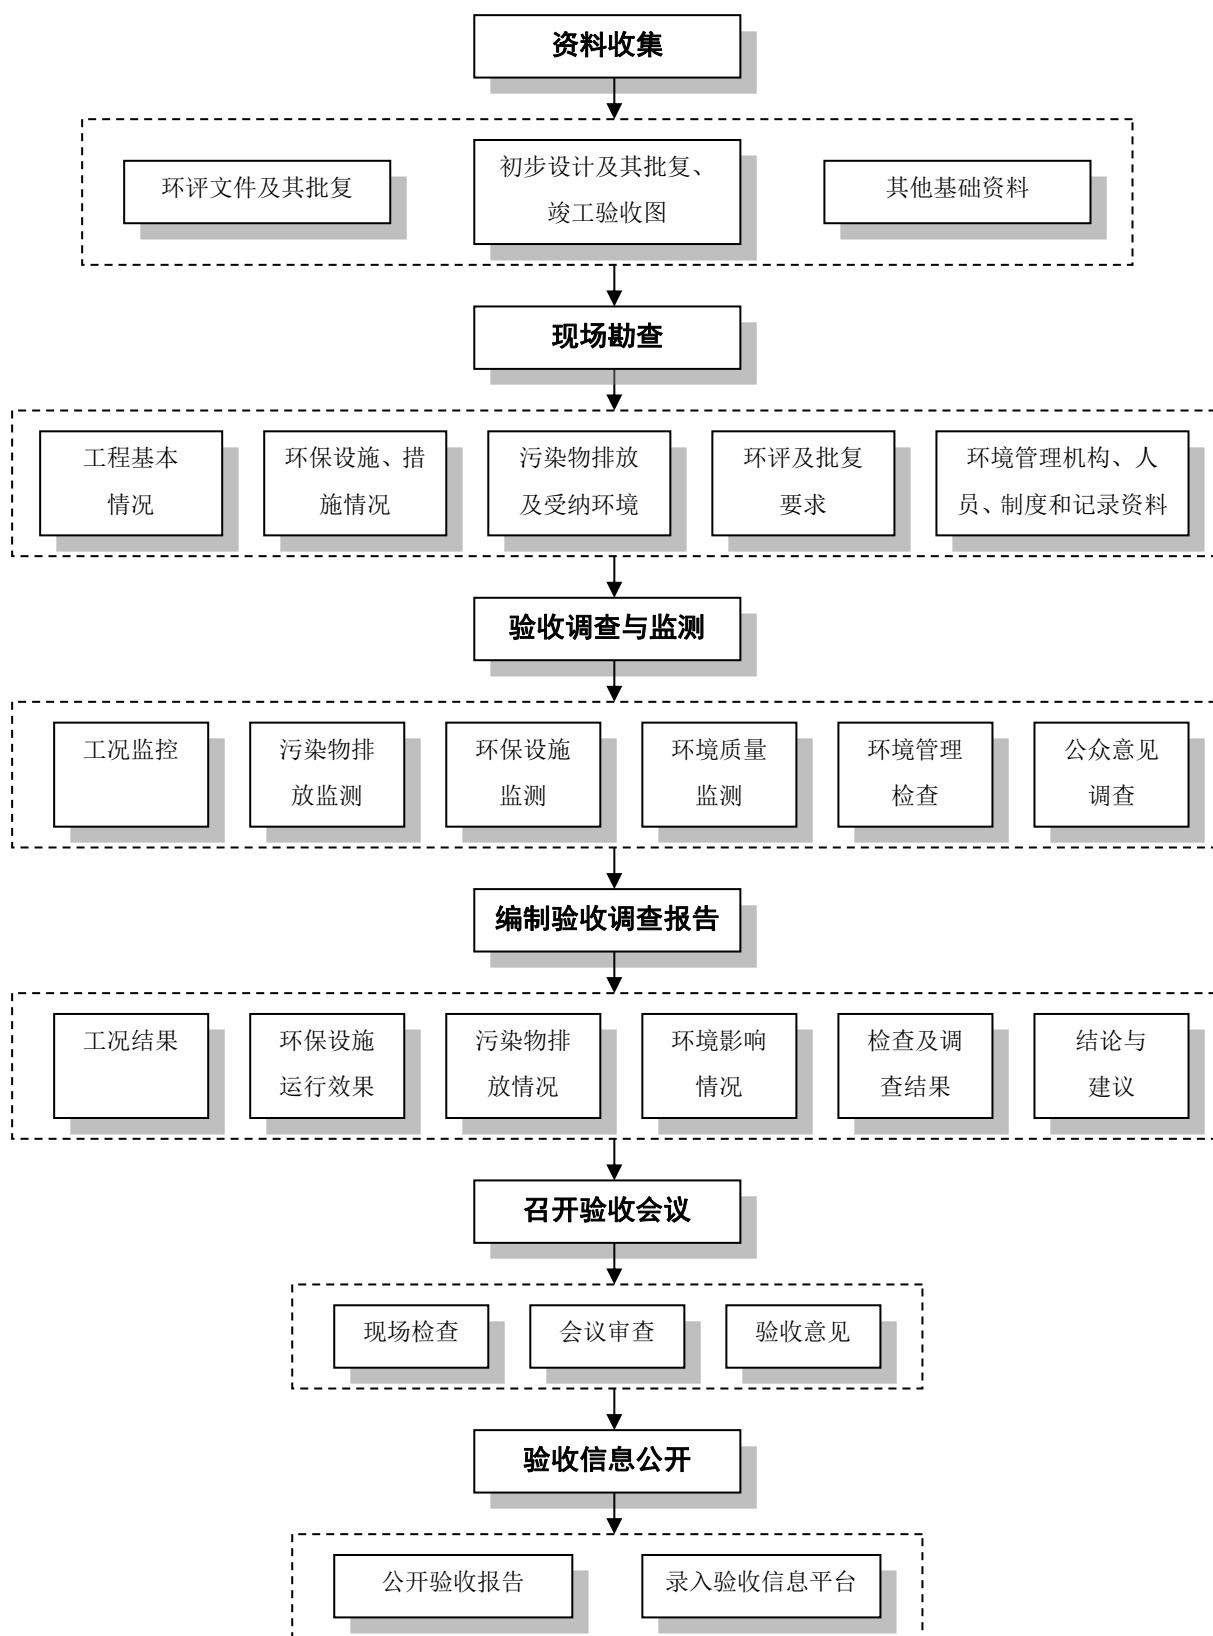 资料收集
环评文件及其批复
初步设计及其批复、
竣工验收图
其他基础资料
现场勘查
工程基本
情况
环保设施、措
施情况
污染物排放
及受纳环境
环评及批复
要求
环境管理机构、人
员、制度和记录资料
验收调查与监测
工况监控
污染物排
放监测
环保设施
监测
环境质量
监测
环境管理
检查
公众意见
调查
编制验收调查报告
工况结果
环保设施
运行效果
污染物排
放情况
环境影响
情况
检查及调
查结果
结论与
建议
召开验收会议
现场检查
会议审查
验收意见
验收信息公开
公开验收报告
录入验收信息平台